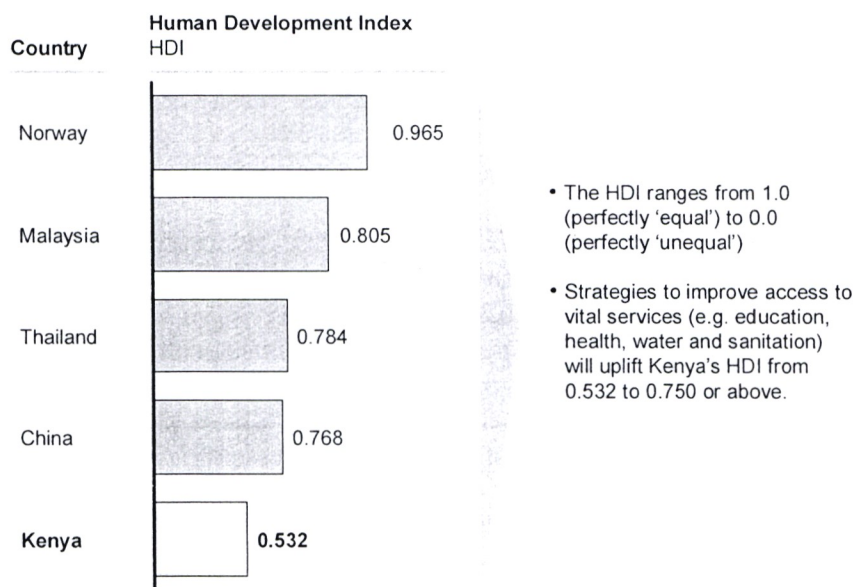 Human Development Index
Country HDI
Norway 0.965
Malaysia 0.805
Thailand 0.784
China 0.768
Kenya 0.532
• The HDI ranges from 1.0
(perfectly ‘equal’) to 0.0
(perfectly ‘unequal’)
• Strategies to improve access to
vital services (e.g. education,
health, water and sanitation)
will uplift Kenya’s HDI from
0.532 to 0.750 or above.